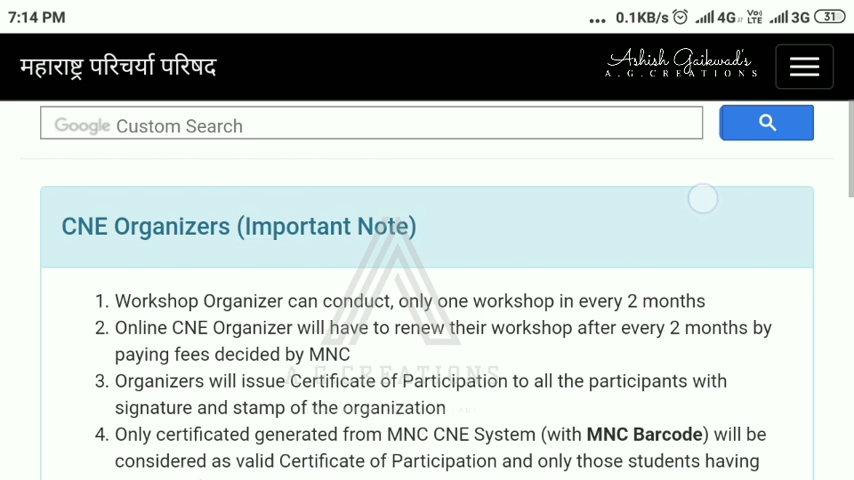 7:14 PM
... 0.1KB/s 4G Vo) LTE 3G 31
महाराष्ट्र परिचर्या परिषद
Ashish Gaikwad's
A.G.CREATIONS
Google Custom Search
CNE Organizers (Important Note)
1. Workshop Organizer can conduct, only one workshop in every 2 months
2. Online CNE Organizer will have to renew their workshop after every 2 months by
paying fees decided by MNC
A.G.CREATIONS
3. Organizers will issue Certificate of Participation to all the participants with
signature and stamp of the organization
4. Only certificated generated from MNC CNE System (with MNC Barcode) will be
considered as valid Certificate of Participation and only those students having